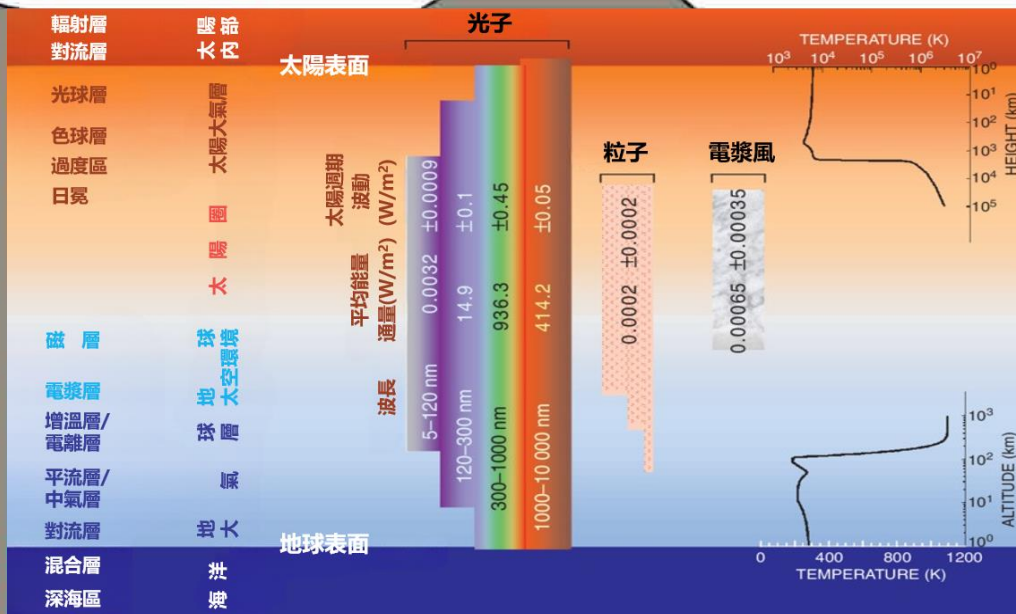 輻射層
對流層
太陽內部
太陽表面
光球層
色球層
過度區
日冕
太陽大氣層
太陽圈
磁 層
電漿層
地球太空環境
增溫層/
電離層
平流層/
中氣層
對流層
地球大氣層
地球表面
混合層
深海區
海洋
光子
太陽週期
波動 (W/m²)
平均能量
通量(W/m²)
波長
5–120 nm 0.0032 ±0.0009
120–300 nm 14.9 ±0.1
300–1000 nm 936.3 ±0.45
1000–10 000 nm 414.2 ±0.05
粒子
0.0002 ±0.0002
電漿風
0.00065 ±0.00035
TEMPERATURE (K)
10³ 10⁴ 10⁵ 10⁶ 10⁷
10⁰
10¹
10²
10³
10⁴
10⁵
HEIGHT (km)
10³
10²
10¹
10⁰
ALTITUDE (km)
0 400 800 1200
TEMPERATURE (K)